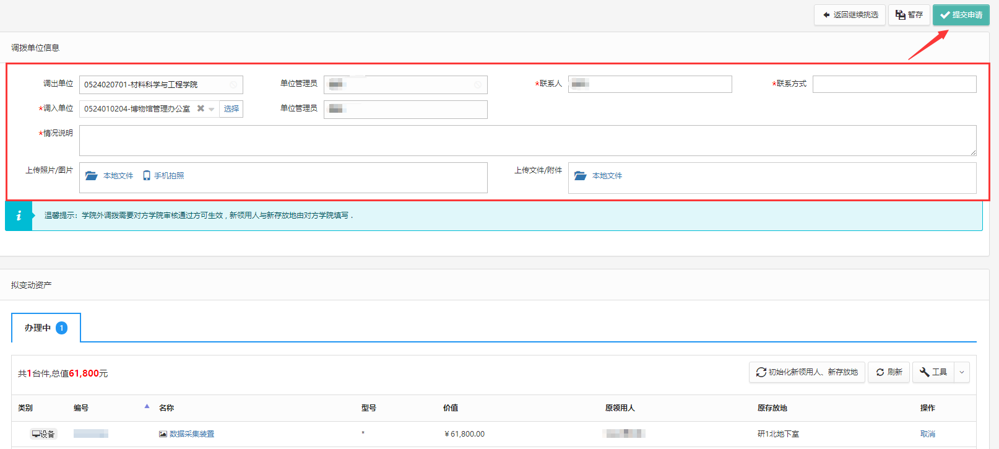 返回继续挑选 暂存 提交申请
调拨单位信息
调出单位 0524020701-材料科学与工程学院 单位管理员 *联系人 *联系方式
*调入单位 0524010204-博物馆管理办公室 选择 单位管理员
*情况说明
上传照片/图片 本地文件 手机拍照 上传文件/附件 本地文件
温馨提示：学院外调拨需要对方学院审核通过方可生效，新领用人与新存放地由对方学院填写．
拟变动资产
办理中 1
共1台件,总值61,800元 初始化新领用人、新存放地 刷新 工具
类别 编号 名称 型号 价值 原领用人 原存放地 操作
设备 数据采集装置 * ￥61,800.00 研1北地下室 取消